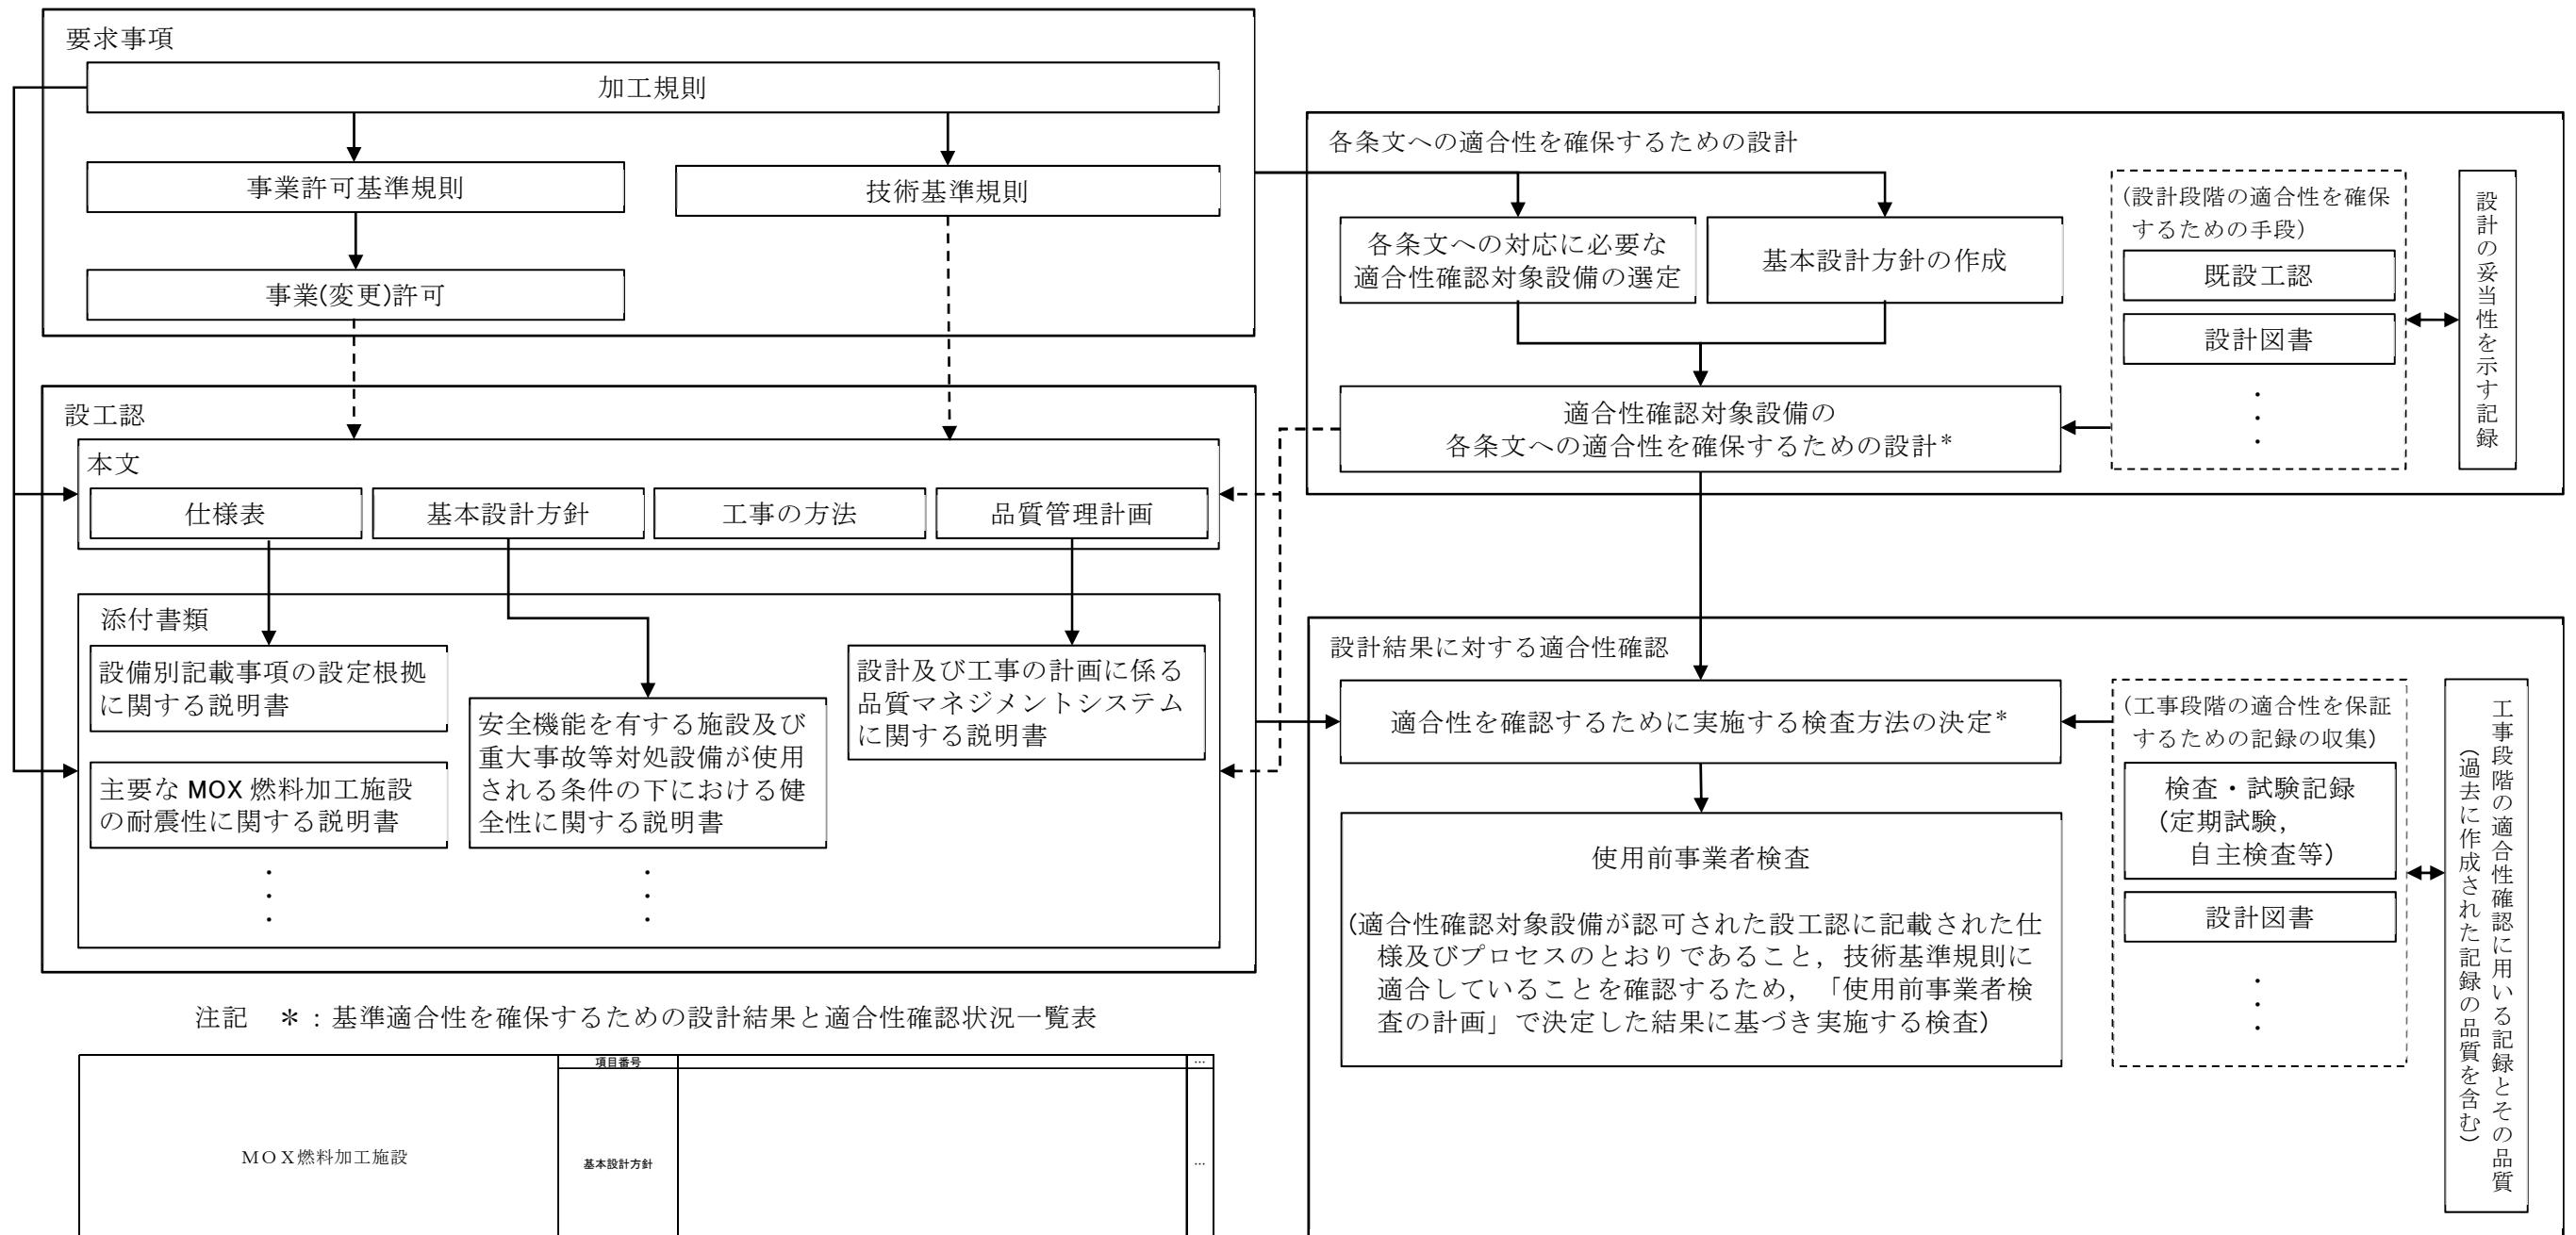 要求事項
加工規則
事業許可基準規則
技術基準規則
事業(変更)許可
設工認
本文
仕様表
基本設計方針
工事の方法
品質管理計画
添付書類
設備別記載事項の設定根拠
に関する説明書
主要な MOX 燃料加工施設
の耐震性に関する説明書
・
・
・
安全機能を有する施設及び
重大事故等対処設備が使用
される条件の下における健
全性に関する説明書
・
・
・
設計及び工事の計画に係る
品質マネジメントシステム
に関する説明書
各条文への適合性を確保するための設計
各条文への対応に必要な
適合性確認対象設備の選定
基本設計方針の作成
適合性確認対象設備の
各条文への適合性を確保するための設計*
(設計段階の適合性を確保
するための手段)
既設工認
設計図書
・
・
・
設計の妥当性を示す記録
設計結果に対する適合性確認
適合性を確認するために実施する検査方法の決定*
使用前事業者検査
(適合性確認対象設備が認可された設工認に記載された仕
様及びプロセスのとおりであること，技術基準規則に
適合していることを確認するため，「使用前事業者検
査の計画」で決定した結果に基づき実施する検査)
(工事段階の適合性を保証
するための記録の収集)
検査・試験記録
(定期試験，
自主検査等)
設計図書
・
・
・
工事段階の適合性確認に用いる記録とその品質
(過去に作成された記録の品質を含む)
注記　＊：基準適合性を確保するための設計結果と適合性確認状況一覧表
項目番号
…
ＭＯＸ燃料加工施設
基本設計方針
…